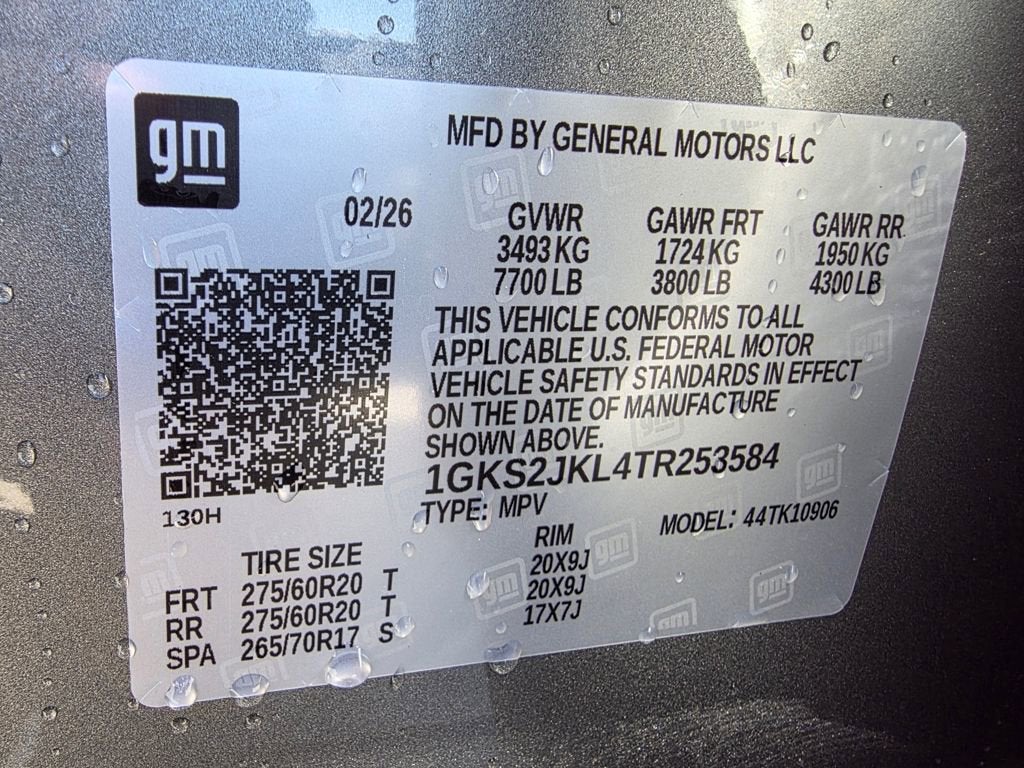 gm
MFD BY GENERAL MOTORS LLC
02/26
GVWR GAWR FRT GAWR RR
3493 KG 1724 KG 1950 KG
7700 LB 3800 LB 4300 LB
THIS VEHICLE CONFORMS TO ALL
APPLICABLE U.S. FEDERAL MOTOR
VEHICLE SAFETY STANDARDS IN EFFECT
ON THE DATE OF MANUFACTURE
SHOWN ABOVE.
1GKS2JKL4TR253584
130H
TYPE: MPV MODEL: 44TK10906
TIRE SIZE RIM
FRT 275/60R20 T 20X9J
RR 275/60R20 T 20X9J
SPA 265/70R17 S 17X7J